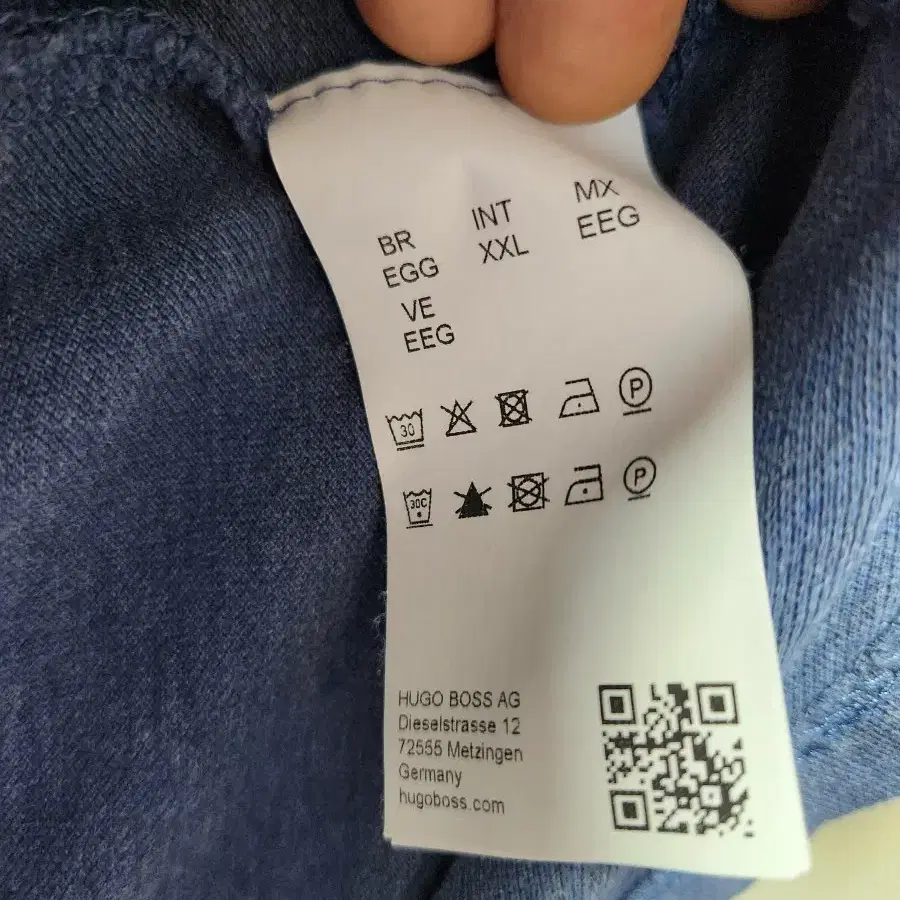 BR INT MX
EGG XXL EEG
VE
EEG
30 P
30C P
HUGO BOSS AG
Dieselstrasse 12
72555 Metzingen
Germany
hugoboss.com